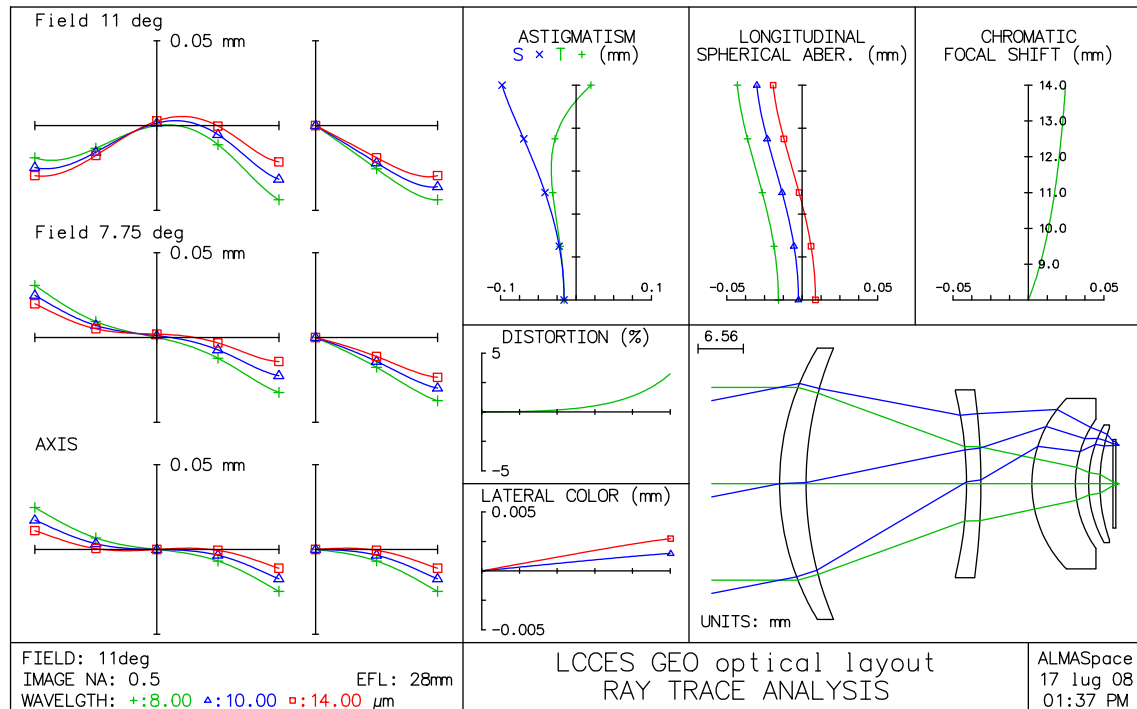 Field 11 deg
0.05 mm
Field 7.75 deg
0.05 mm
AXIS
0.05 mm
ASTIGMATISM
S × T + (mm)
-0.1
0.1
LONGITUDINAL
SPHERICAL ABER. (mm)
-0.05
0.05
CHROMATIC
FOCAL SHIFT (mm)
14.0
13.0
12.0
11.0
10.0
9.0
-0.05
0.05
DISTORTION (%)
5
-5
LATERAL COLOR (mm)
0.005
-0.005
6.56
UNITS: mm
FIELD: 11deg
IMAGE NA: 0.5 EFL: 28mm
WAVELGTH: +:8.00 △:10.00 □:14.00 µm
LCCES GEO optical layout
RAY TRACE ANALYSIS
ALMASpace
17 lug 08
01:37 PM